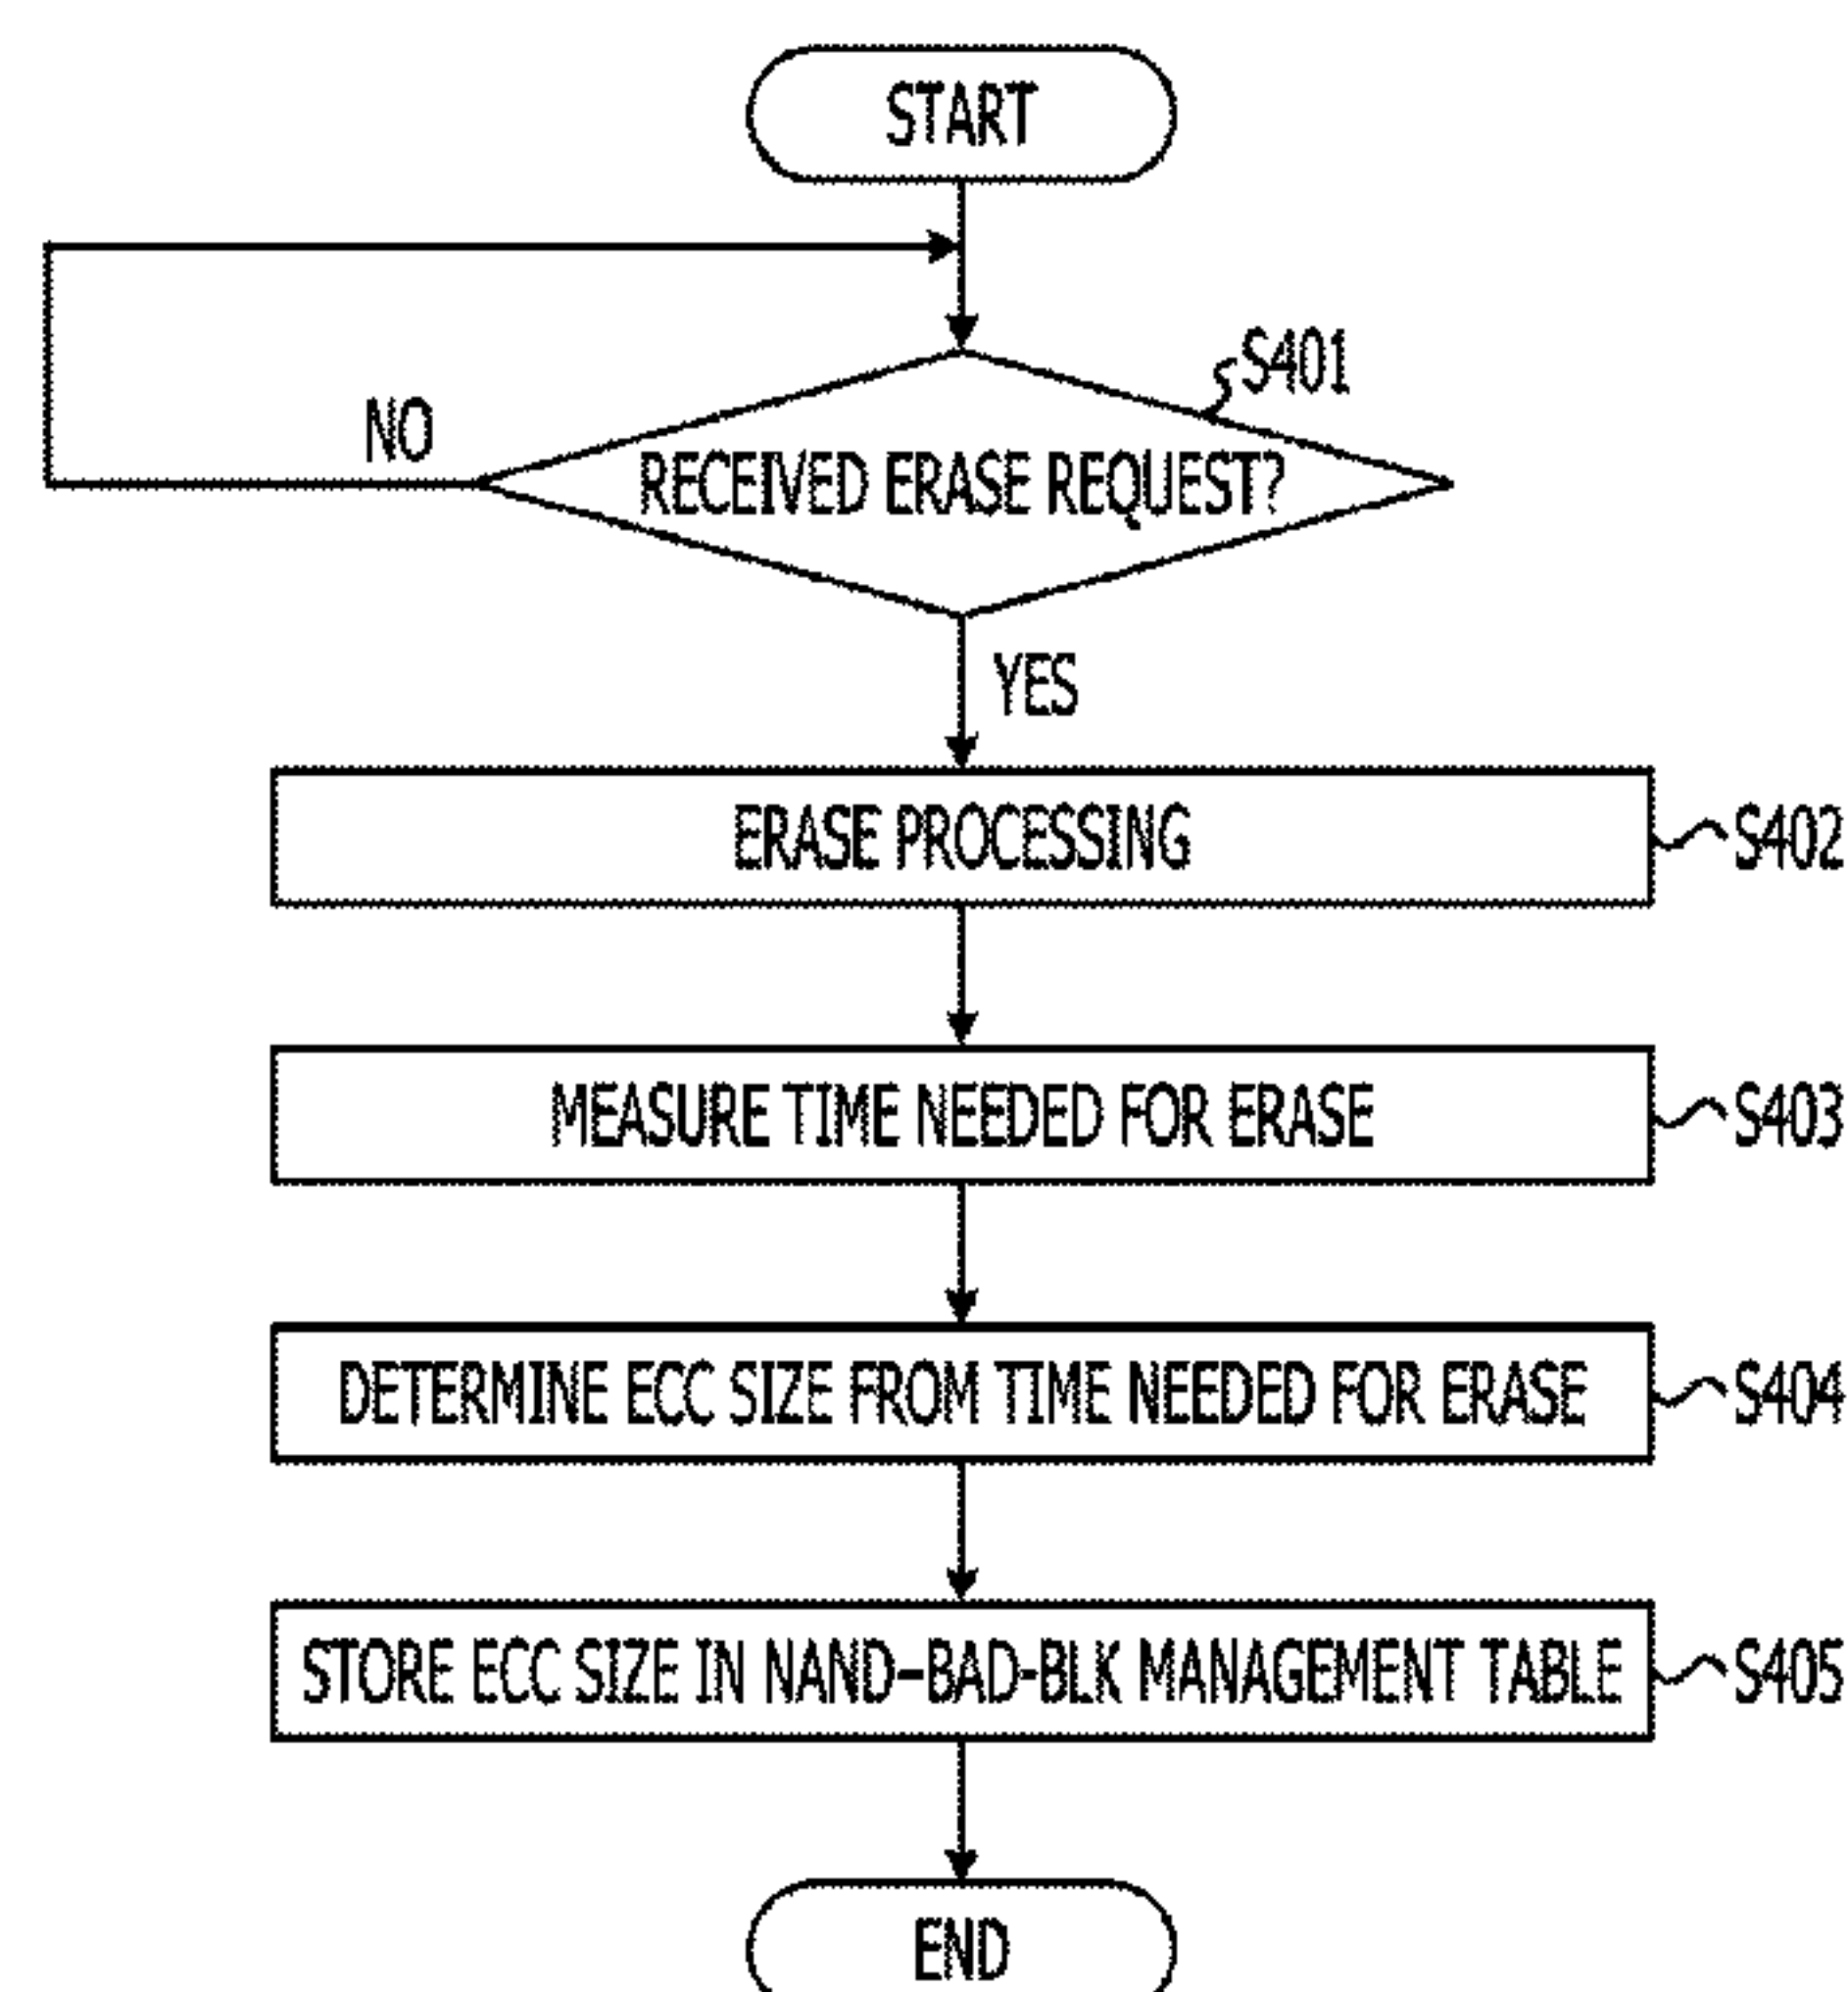 START
S401
NO
RECEIVED ERASE REQUEST?
YES
ERASE PROCESSING
S402
MEASURE TIME NEEDED FOR ERASE
S403
DETERMINE ECC SIZE FROM TIME NEEDED FOR ERASE
S404
STORE ECC SIZE IN NAND-BAD-BLK MANAGEMENT TABLE
S405
END